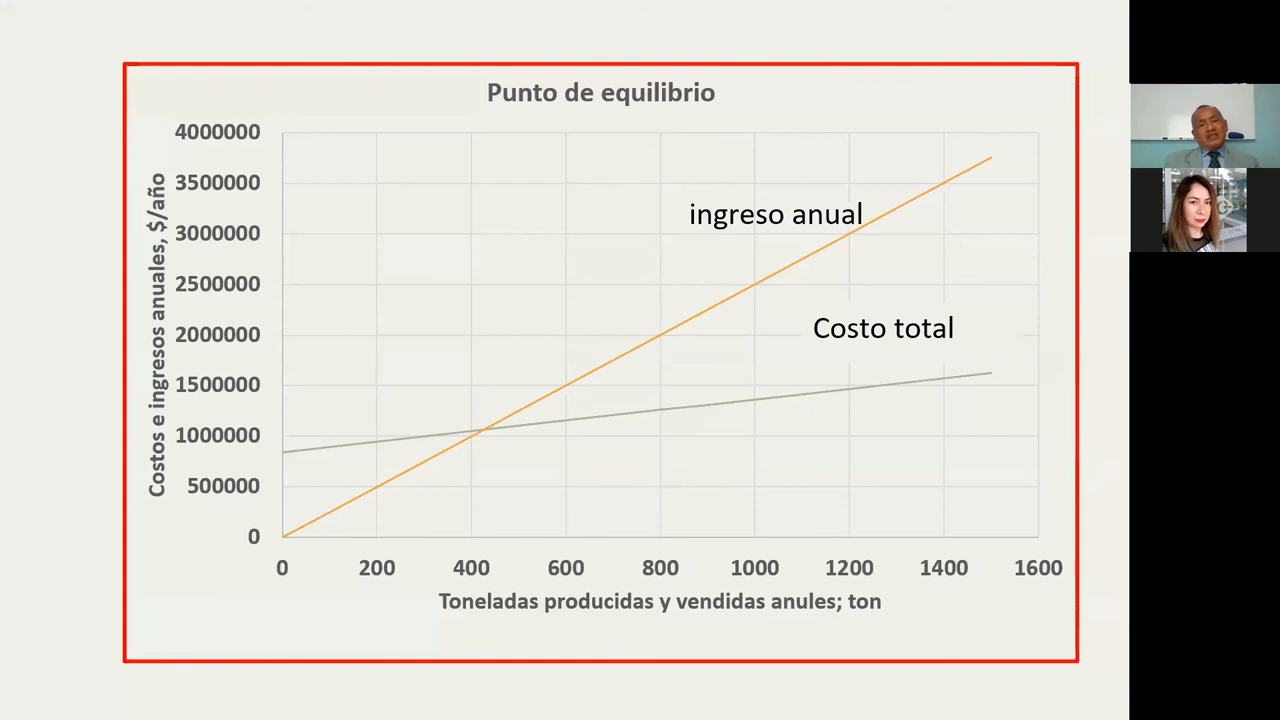 Punto de equilibrio
4000000
3500000
3000000
2500000
2000000
1500000
1000000
500000
0
Costos e ingresos anuales, $/año
ingreso anual
Costo total
0 200 400 600 800 1000 1200 1400 1600
Toneladas producidas y vendidas anules; ton